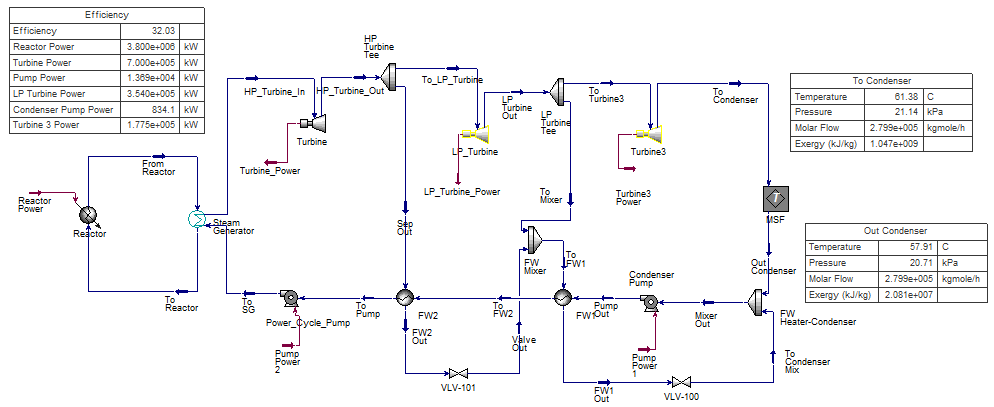 Efficiency
Efficiency 32.03
Reactor Power 3.800e+006 kW
Turbine Power 7.000e+005 kW
Pump Power 1.369e+004 kW
LP Turbine Power 3.540e+005 kW
Condenser Pump Power 834.1 kW
Turbine 3 Power 1.775e+005 kW
HP
Turbine
Tee
HP_Turbine_In
HP_Turbine_Out
To_LP_Turbine
LP
Turbine
Out
LP
Turbine
Tee
To
Turbine3
To
Condenser
To Condenser
Temperature 61.38 C
Pressure 21.14 kPa
Molar Flow 2.799e+005 kgmole/h
Exergy (kJ/kg) 1.047e+009
Turbine
LP_Turbine
Turbine3
Turbine_Power
LP_Turbine_Power
Turbine3
Power
From
Reactor
Reactor
Power
Reactor
Steam
Generator
Sep
Out
To
Mixer
T
MSF
FW
Mixer
To
FW1
Out
Condenser
Out Condenser
Temperature 57.91 C
Pressure 20.71 kPa
Molar Flow 2.799e+005 kgmole/h
Exergy (kJ/kg) 2.081e+007
To
Reactor
To
SG
Power_Cycle_Pump
To
Pump
FW2
To
FW2
FW1
Pump
Out
Condenser
Pump
Mixer
Out
FW
Heater-Condenser
Pump
Power
2
FW2
Out
Valve
Out
VLV-101
Pump
Power
1
FW1
Out
VLV-100
To
Condenser
Mix